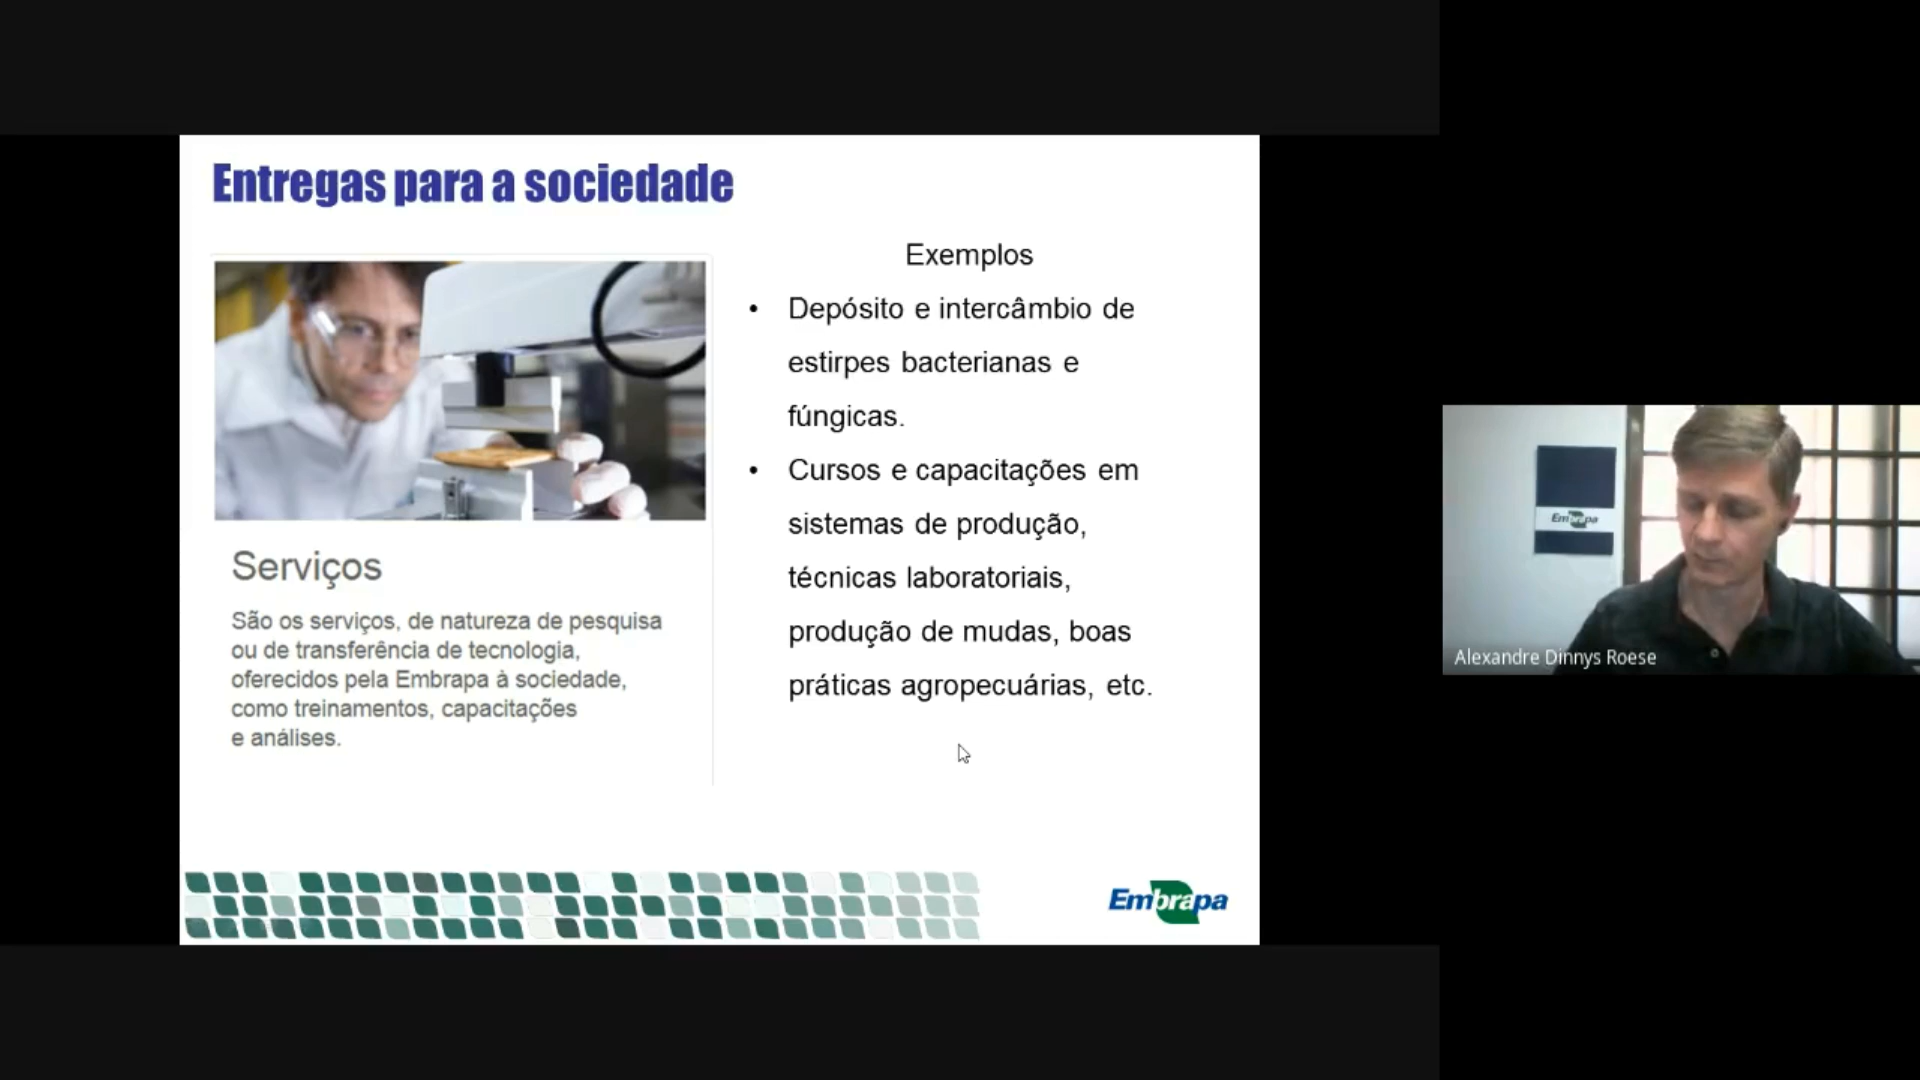 Entregas para a sociedade
Serviços
São os serviços, de natureza de pesquisa
ou de transferência de tecnologia,
oferecidos pela Embrapa à sociedade,
como treinamentos, capacitações
e análises.
Exemplos
• Depósito e intercâmbio de
estirpes bacterianas e
fúngicas.
• Cursos e capacitações em
sistemas de produção,
técnicas laboratoriais,
produção de mudas, boas
práticas agropecuárias, etc.
Embrapa
Embrapa
Alexandre Dinnys Roese